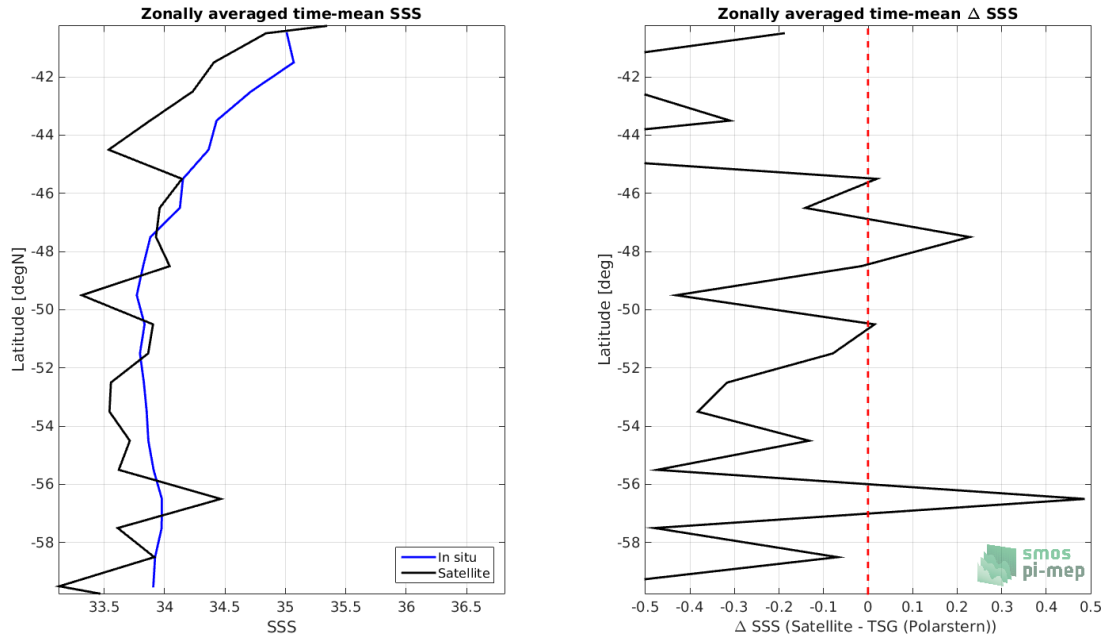 Zonally averaged time-mean SSS
-42
-44
-46
-48
-50
-52
-54
-56
-58
Latitude [degN]
33.5 34 34.5 35 35.5 36 36.5
SSS
In situ
Satellite
Zonally averaged time-mean Δ SSS
-42
-44
-46
-48
-50
-52
-54
-56
-58
Latitude [deg]
-0.5 -0.4 -0.3 -0.2 -0.1 0 0.1 0.2 0.3 0.4 0.5
Δ SSS (Satellite - TSG (Polarstern))
smos
pi-mep